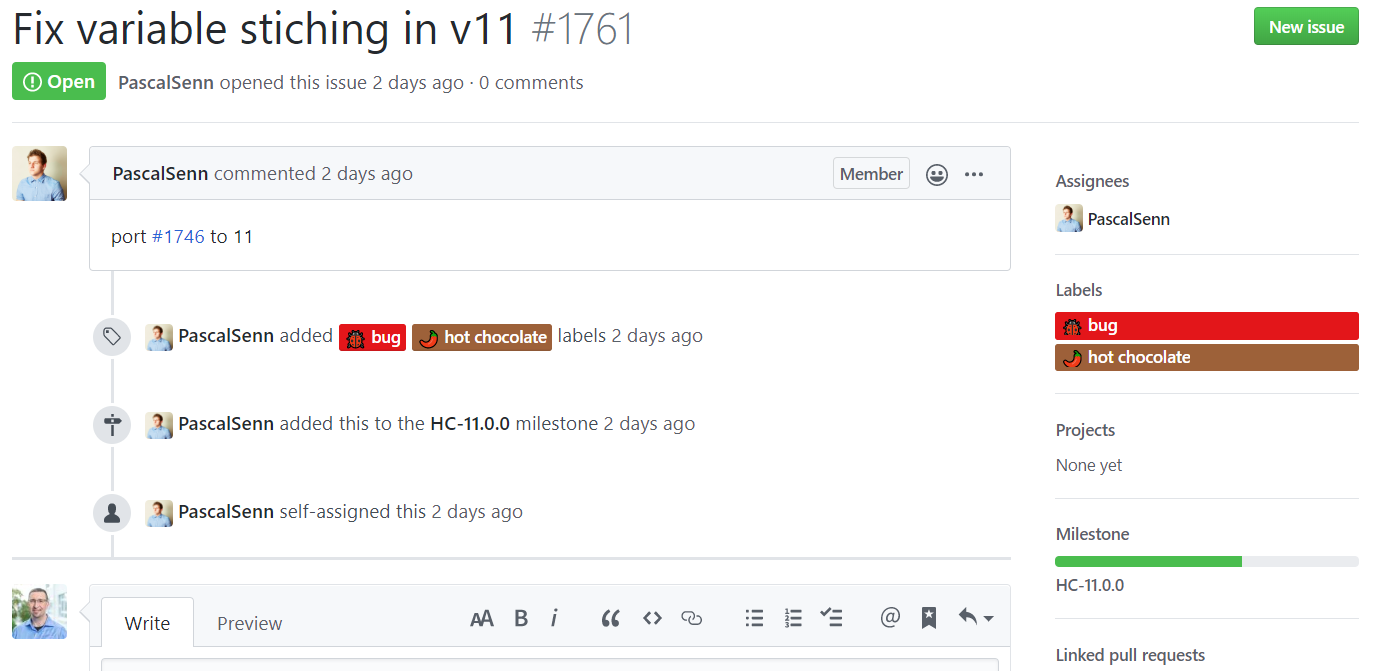 Fix variable stiching in v11 #1761
New issue
Open
PascalSenn opened this issue 2 days ago · 0 comments
PascalSenn commented 2 days ago
Member
port #1746 to 11
PascalSenn added bug hot chocolate labels 2 days ago
PascalSenn added this to the HC-11.0.0 milestone 2 days ago
PascalSenn self-assigned this 2 days ago
Write
Preview
Assignees
PascalSenn
Labels
bug
hot chocolate
Projects
None yet
Milestone
HC-11.0.0
Linked pull requests